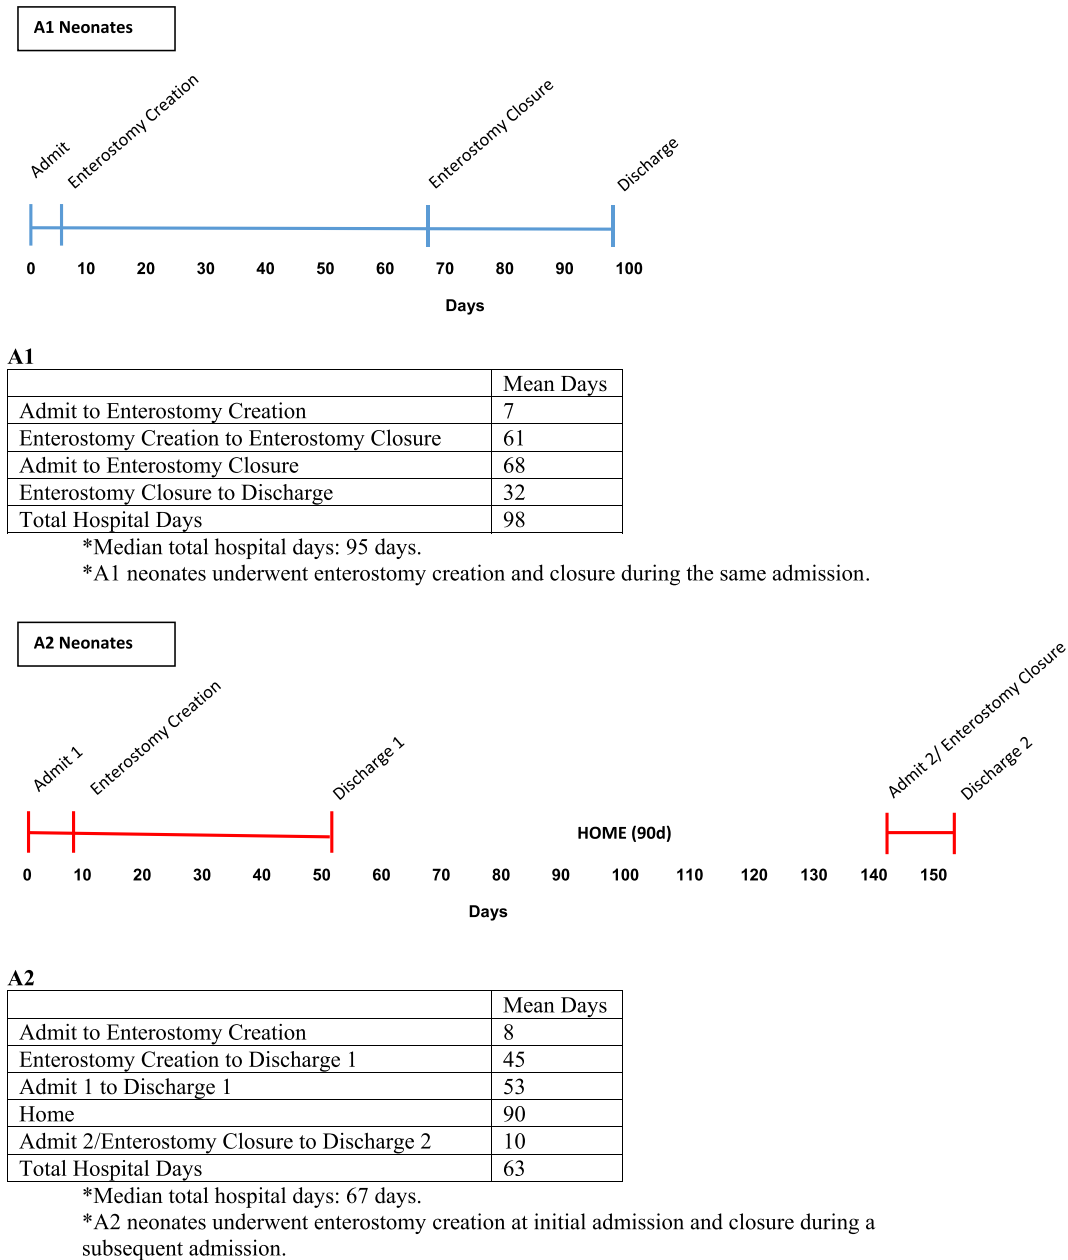 A1 Neonates
Admit
Enterostomy Creation
Enterostomy Closure
Discharge
0 10 20 30 40 50 60 70 80 90 100
Days
A1
Mean Days
Admit to Enterostomy Creation 7
Enterostomy Creation to Enterostomy Closure 61
Admit to Enterostomy Closure 68
Enterostomy Closure to Discharge 32
Total Hospital Days 98
*Median total hospital days: 95 days.
*A1 neonates underwent enterostomy creation and closure during the same admission.
A2 Neonates
Admit 1
Enterostomy Creation
Discharge 1
Admit 2/ Enterostomy Closure
Discharge 2
HOME (90d)
0 10 20 30 40 50 60 70 80 90 100 110 120 130 140 150
Days
A2
Mean Days
Admit to Enterostomy Creation 8
Enterostomy Creation to Discharge 1 45
Admit 1 to Discharge 1 53
Home 90
Admit 2/Enterostomy Closure to Discharge 2 10
Total Hospital Days 63
*Median total hospital days: 67 days.
*A2 neonates underwent enterostomy creation at initial admission and closure during a
subsequent admission.